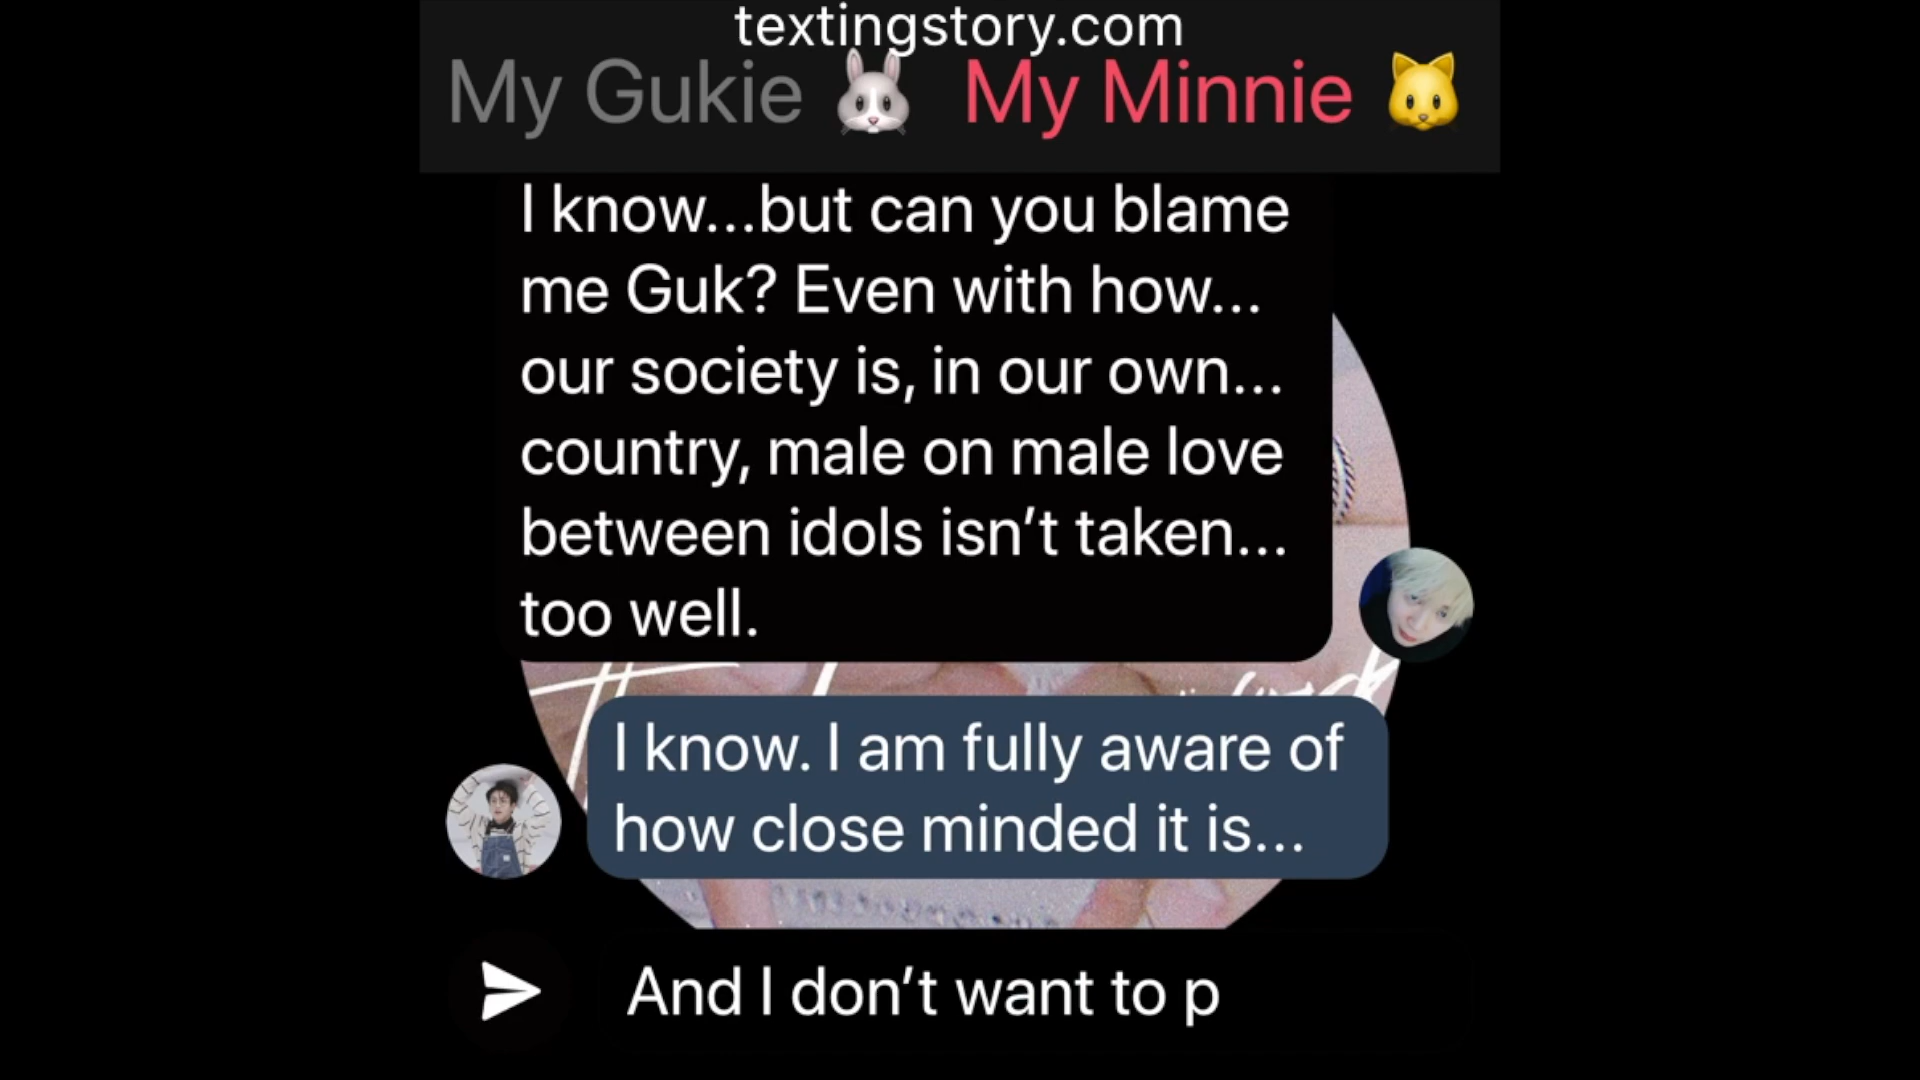 textingstory.com
My Gukie 🐰 My Minnie 🐱
I know...but can you blame
me Guk? Even with how...
our society is, in our own...
country, male on male love
between idols isn’t taken...
too well.
I know. I am fully aware of
how close minded it is...
And I don’t want to p